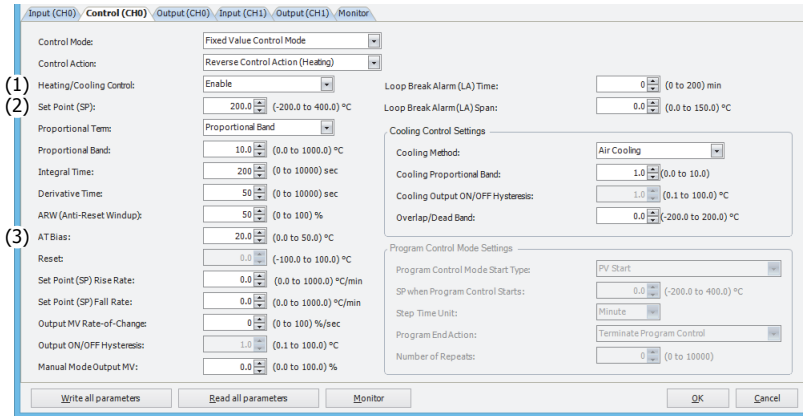 Input (CH0) Control (CH0) Output (CH0) Input (CH1) Output (CH1) Monitor
Control Mode: Fixed Value Control Mode
Control Action: Reverse Control Action (Heating)
(1) Heating/Cooling Control: Enable
(2) Set Point (SP): 200.0 (-200.0 to 400.0) °C
Proportional Term: Proportional Band
Proportional Band: 10.0 (0.0 to 1000.0) °C
Integral Time: 200 (0 to 10000) sec
Derivative Time: 50 (0 to 10000) sec
ARW (Anti-Reset Windup): 50 (0 to 100) %
(3) AT Bias: 20.0 (0.0 to 50.0) °C
Reset: 0.0 (-100.0 to 100.0) °C
Set Point (SP) Rise Rate: 0.0 (0.0 to 1000.0) °C/min
Set Point (SP) Fall Rate: 0.0 (0.0 to 1000.0) °C/min
Output MV Rate-of-Change: 0 (0 to 100) %/sec
Output ON/OFF Hysteresis: 1.0 (0.1 to 100.0) °C
Manual Mode Output MV: 0.0 (0.0 to 100.0) %
Loop Break Alarm (LA) Time: 0 (0 to 200) min
Loop Break Alarm (LA) Span: 0.0 (0.0 to 150.0) °C
Cooling Control Settings
Cooling Method: Air Cooling
Cooling Proportional Band: 1.0 (0.0 to 10.0)
Cooling Output ON/OFF Hysteresis: 1.0 (0.1 to 100.0) °C
Overlap/Dead Band: 0.0 (-200.0 to 200.0) °C
Program Control Mode Settings
Program Control Mode Start Type: PV Start
SP when Program Control Starts: 0.0 (-200.0 to 400.0) °C
Step Time Unit: Minute
Program End Action: Terminate Program Control
Number of Repeats: 0 (0 to 10000)
Write all parameters Read all parameters Monitor OK Cancel